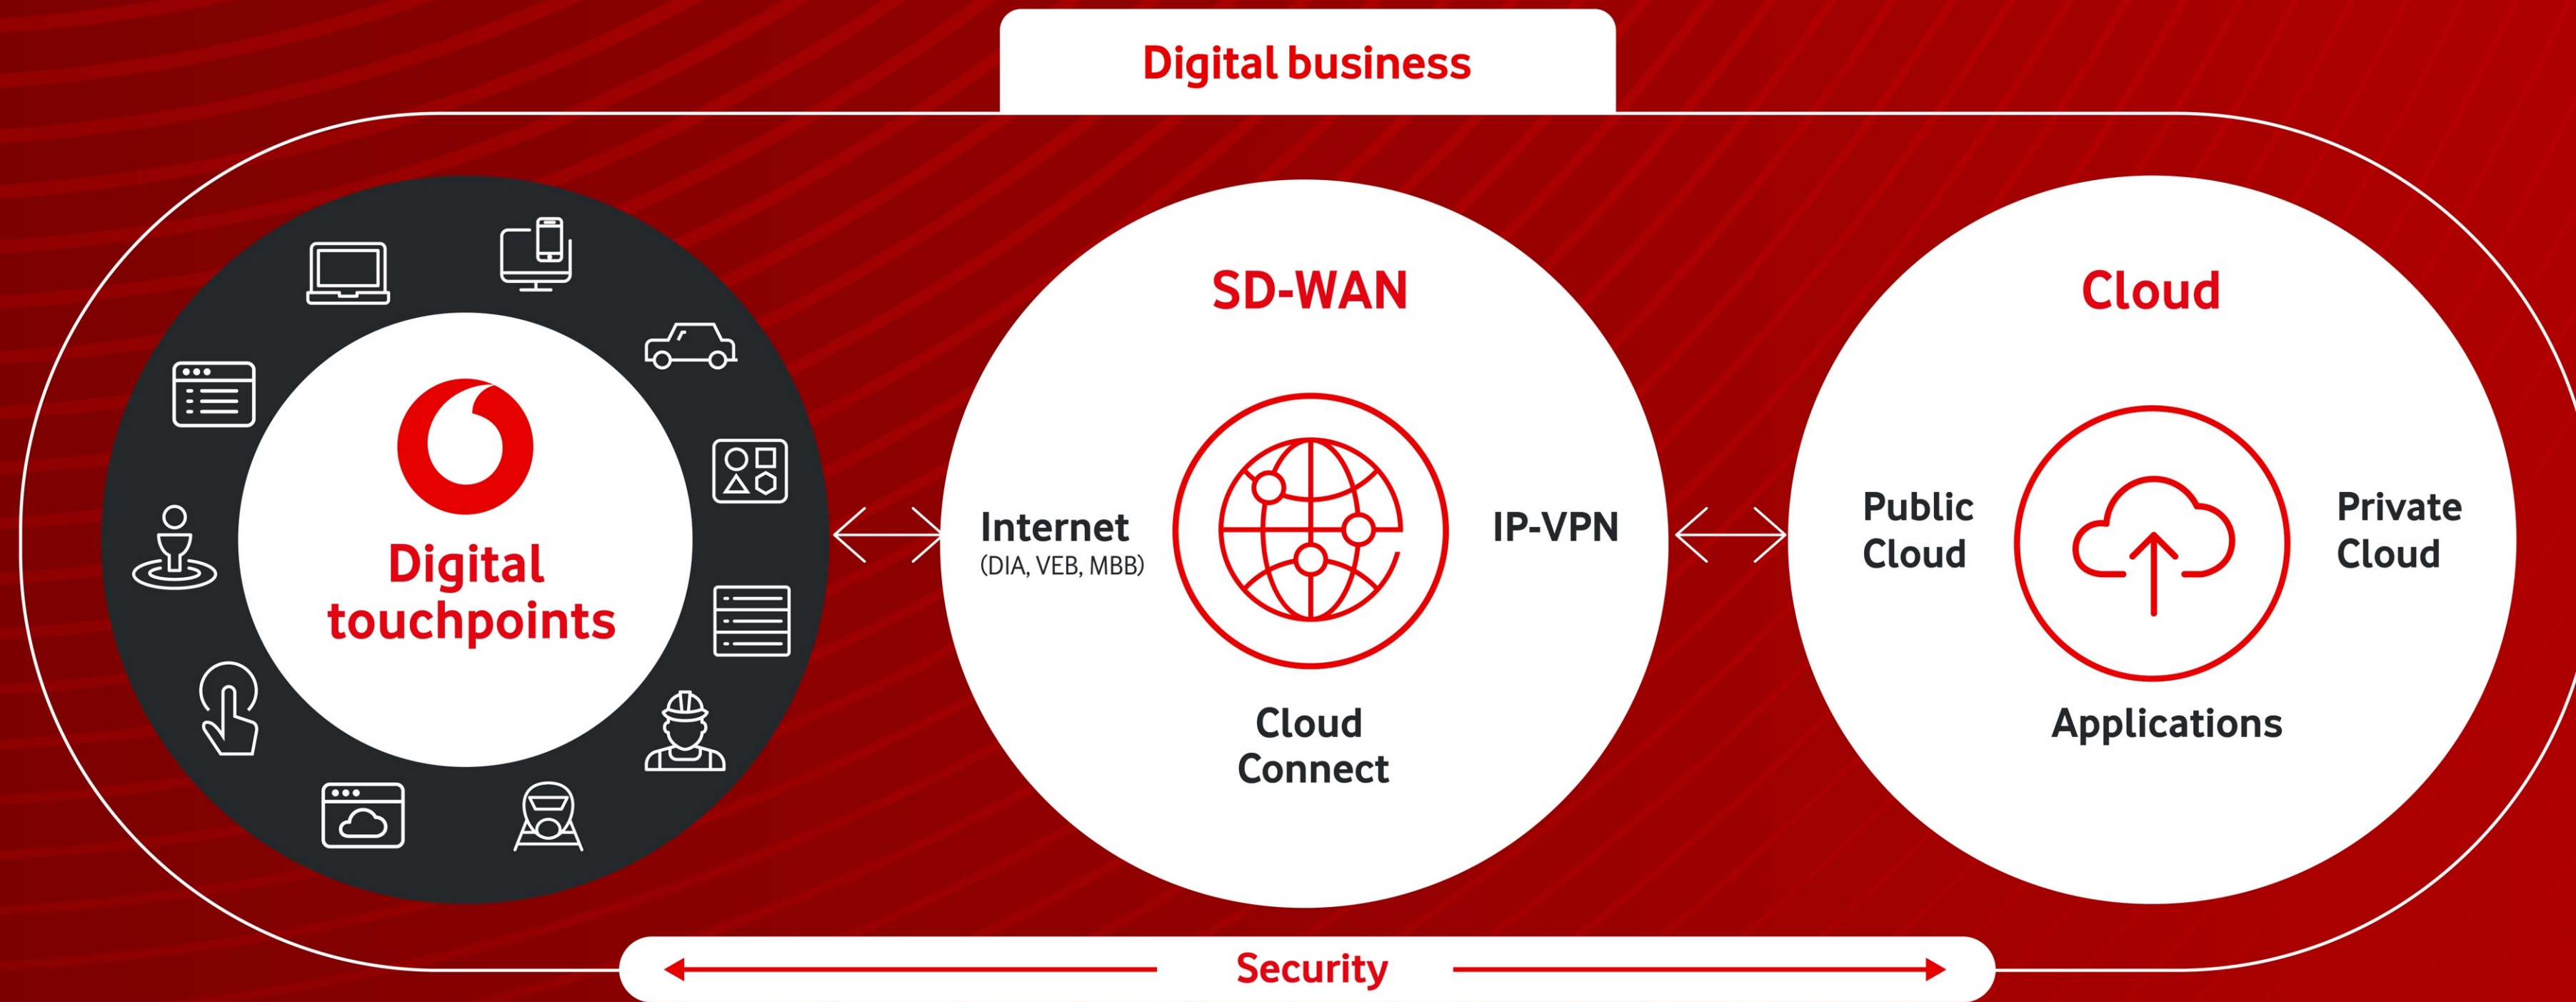 Digital business
Digital
touchpoints
SD-WAN
Internet
(DIA, VEB, MBB)
IP-VPN
Cloud
Connect
Cloud
Public
Cloud
Private
Cloud
Applications
Security